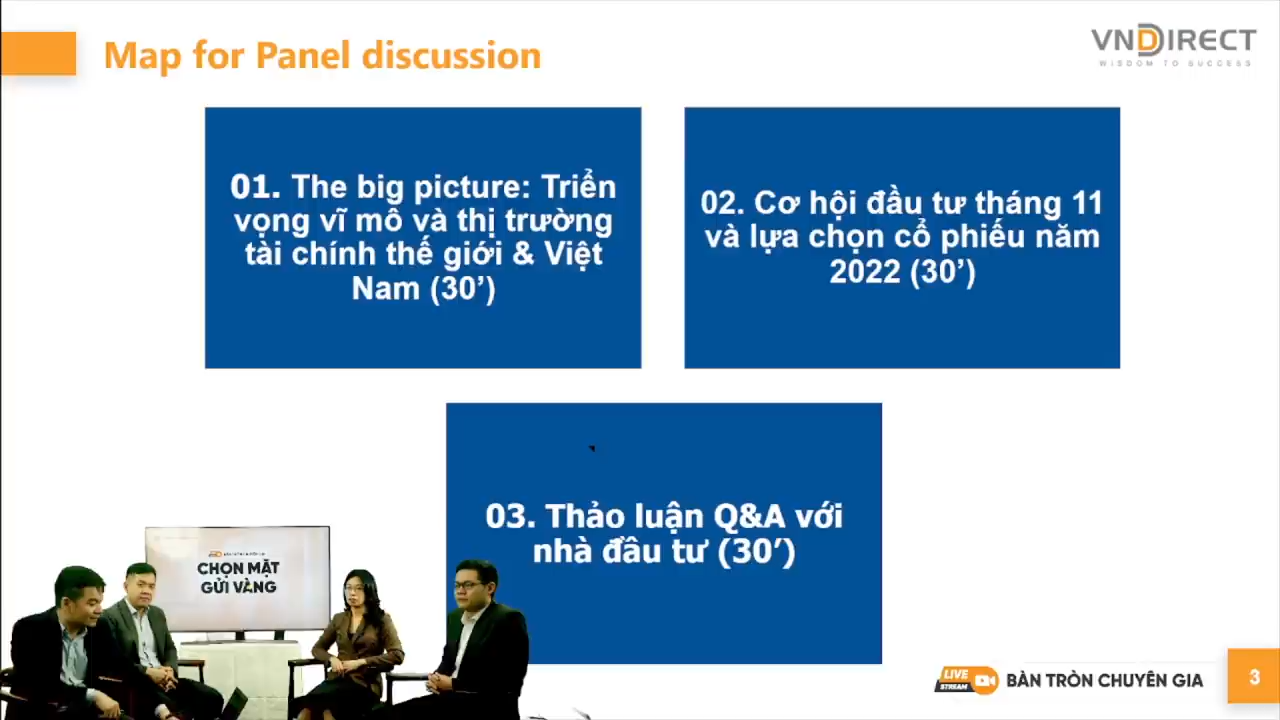 Map for Panel discussion
VNDIRECT
WISDOM TO SUCCESS
01. The big picture: Triển
vọng vĩ mô và thị trường
tài chính thế giới & Việt
Nam (30’)
02. Cơ hội đầu tư tháng 11
và lựa chọn cổ phiếu năm
2022 (30’)
03. Thảo luận Q&A với
nhà đầu tư (30’)
CHỌN MẶT
GỬI VÀNG
LIVE
STREAM
BÀN TRÒN CHUYÊN GIA
3